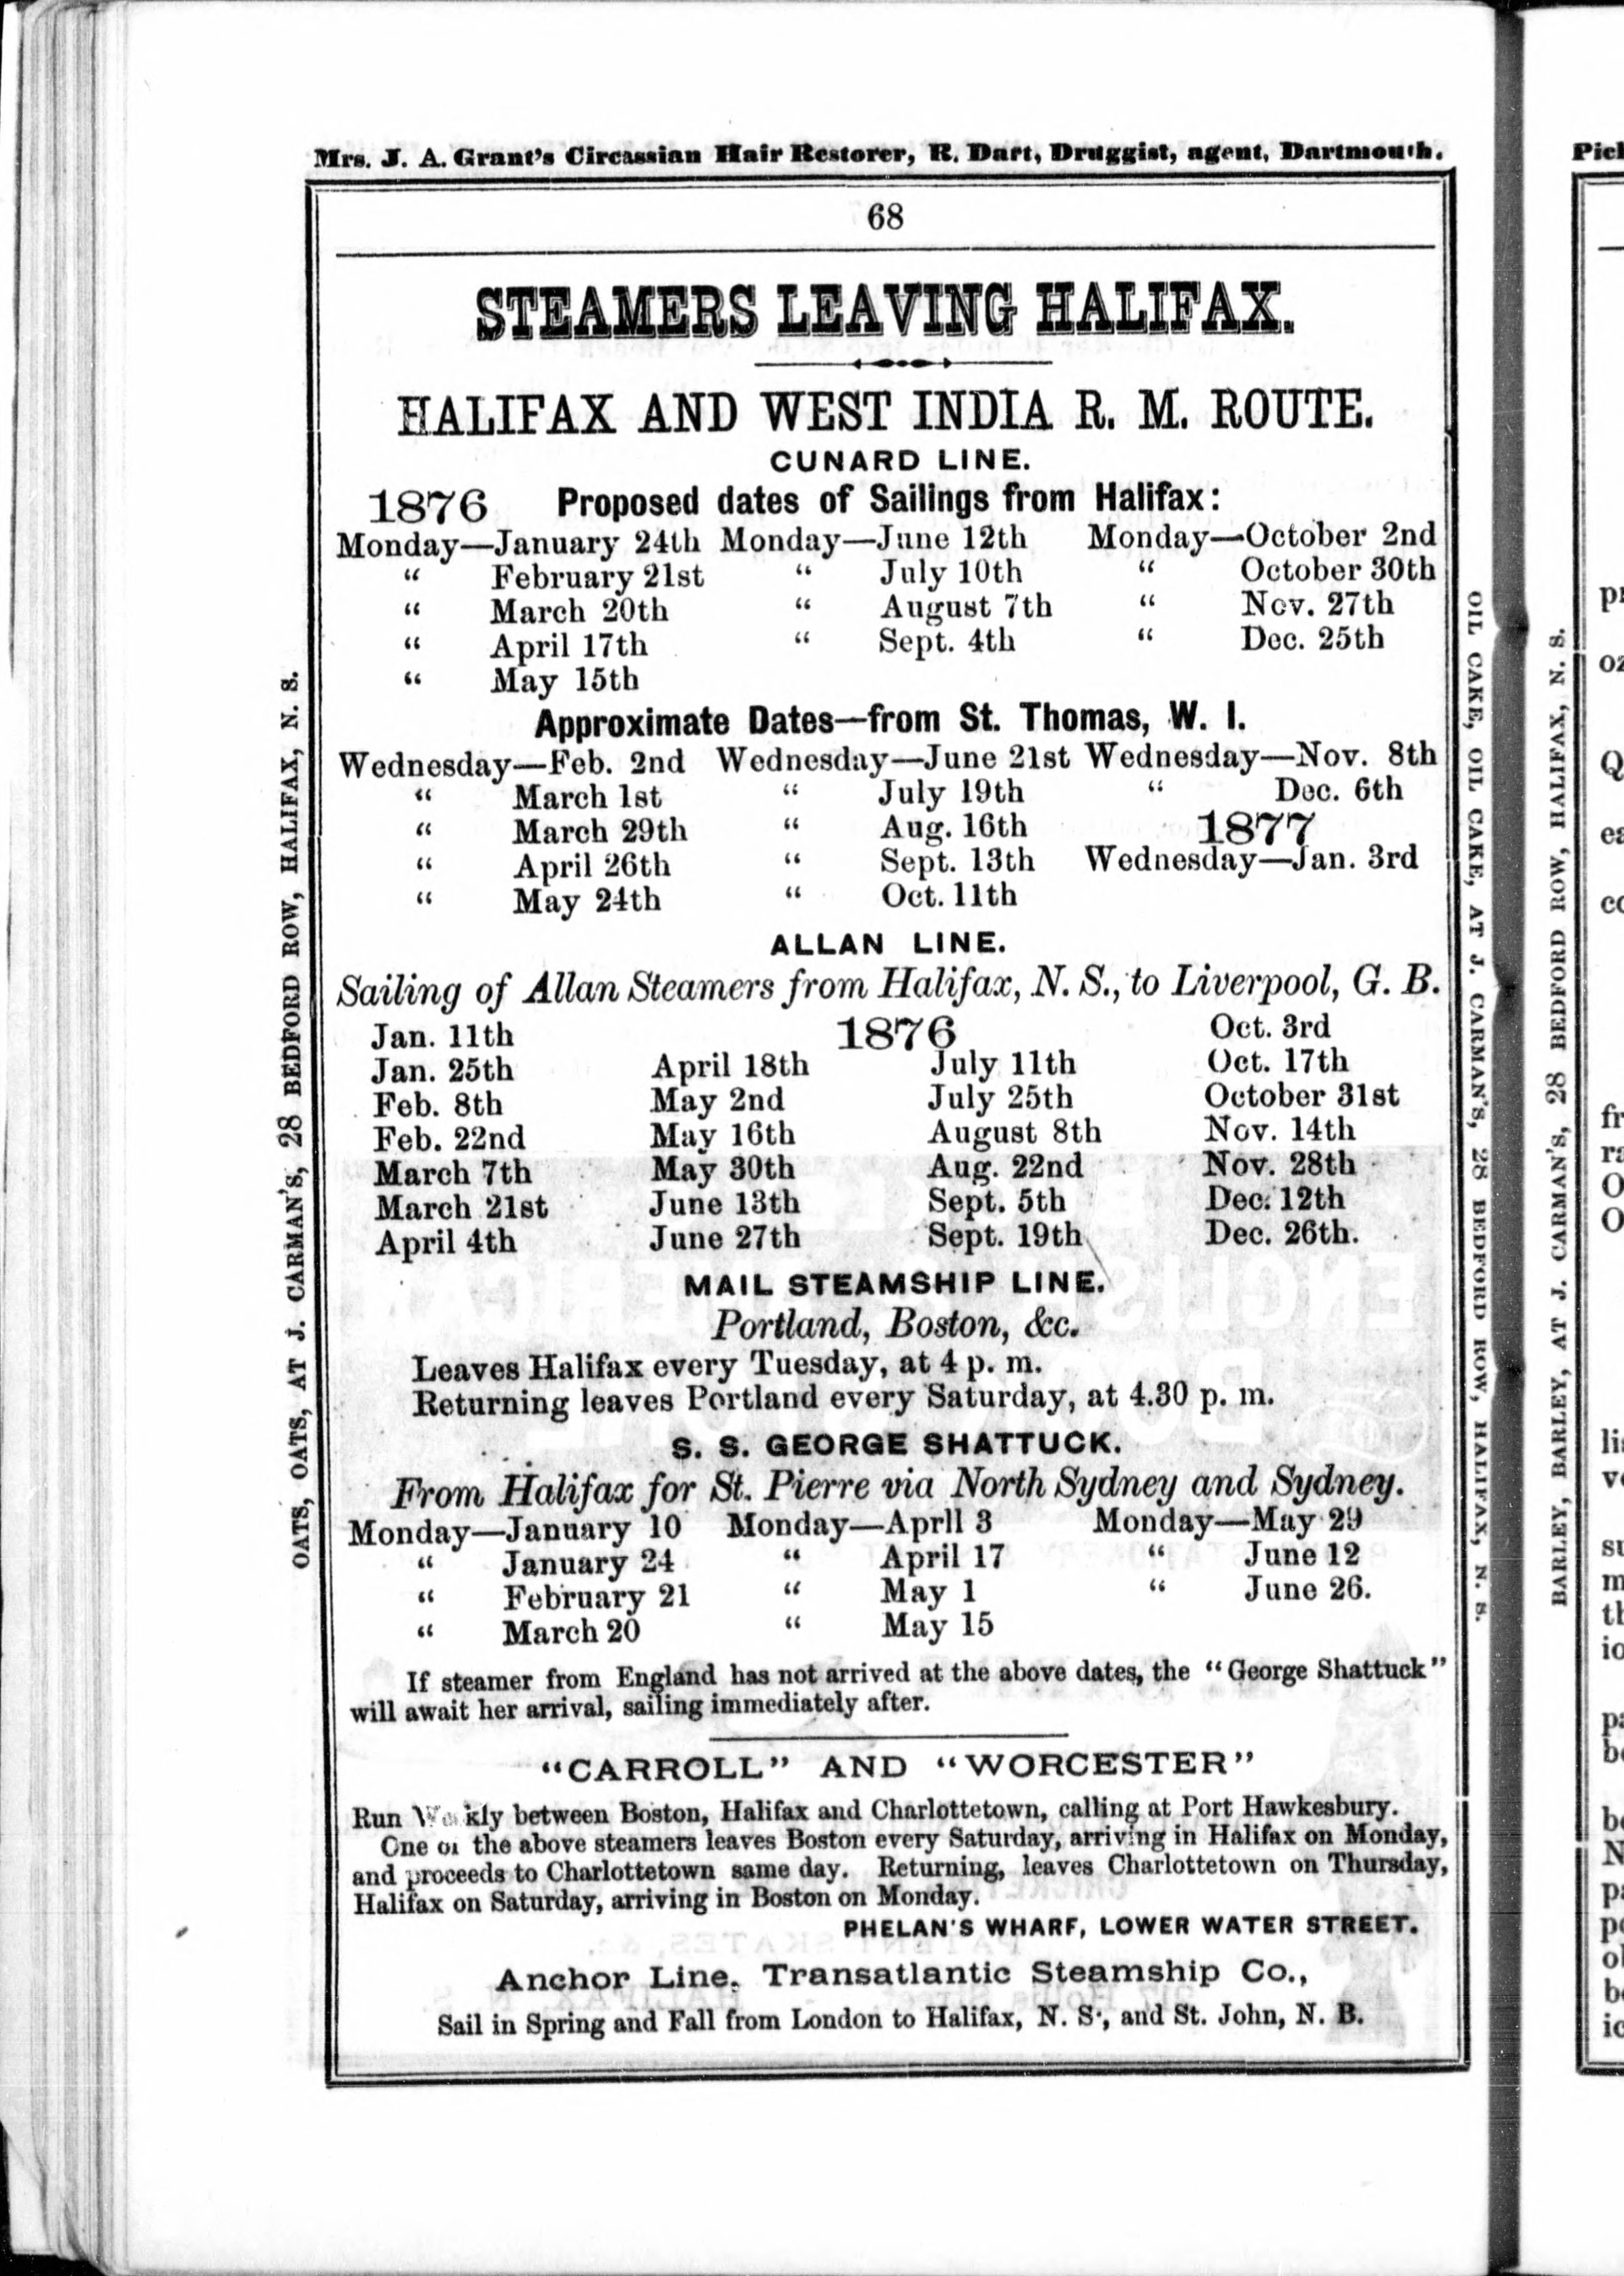 Mrs. J. A. Grant's Circassian Hair Restorer, R. Dart, Druggist, agent, Dartmouth.
68
STEAMERS LEAVING HALIFAX.
HALIFAX AND WEST INDIA R. M. ROUTE.
CUNARD LINE.
1876 Proposed dates of Sailings from Halifax:
Monday—January 24th Monday—June 12th Monday—October 2nd
" February 21st " July 10th " October 30th
" March 20th " August 7th " Nov. 27th
" April 17th " Sept. 4th " Dec. 25th
" May 15th
Approximate Dates—from St. Thomas, W. I.
Wednesday—Feb. 2nd Wednesday—June 21st Wednesday—Nov. 8th
" March 1st " July 19th " Dec. 6th
" March 29th " Aug. 16th 1877
" April 26th " Sept. 13th Wednesday—Jan. 3rd
" May 24th " Oct. 11th
ALLAN LINE.
Sailing of Allan Steamers from Halifax, N. S., to Liverpool, G. B.
Jan. 11th 1876 Oct. 3rd
Jan. 25th April 18th July 11th Oct. 17th
Feb. 8th May 2nd July 25th October 31st
Feb. 22nd May 16th August 8th Nov. 14th
March 7th May 30th Aug. 22nd Nov. 28th
March 21st June 13th Sept. 5th Dec. 12th
April 4th June 27th Sept. 19th Dec. 26th.
MAIL STEAMSHIP LINE.
Portland, Boston, &c.
Leaves Halifax every Tuesday, at 4 p. m.
Returning leaves Portland every Saturday, at 4.30 p. m.
S. S. GEORGE SHATTUCK.
From Halifax for St. Pierre via North Sydney and Sydney.
Monday—January 10 Monday—Aprll 3 Monday—May 29
" January 24 " April 17 " June 12
" February 21 " May 1 " June 26.
" March 20 " May 15
If steamer from England has not arrived at the above dates, the "George Shattuck"
will await her arrival, sailing immediately after.
"CARROLL" AND "WORCESTER"
Run Weekly between Boston, Halifax and Charlottetown, calling at Port Hawkesbury.
One of the above steamers leaves Boston every Saturday, arriving in Halifax on Monday,
and proceeds to Charlottetown same day. Returning, leaves Charlottetown on Thursday,
Halifax on Saturday, arriving in Boston on Monday.
PHELAN'S WHARF, LOWER WATER STREET.
Anchor Line, Transatlantic Steamship Co.,
Sail in Spring and Fall from London to Halifax, N. S., and St. John, N. B.
OATS, OATS, AT J. CARMAN'S, 28 BEDFORD ROW, HALIFAX, N. S.
OIL CAKE, OIL CAKE, AT J. CARMAN'S, 28 BEDFORD ROW, HALIFAX, N. S.
BARLEY, BARLEY, AT J. CARMAN'S, 28 BEDFORD ROW, HALIFAX, N. S.